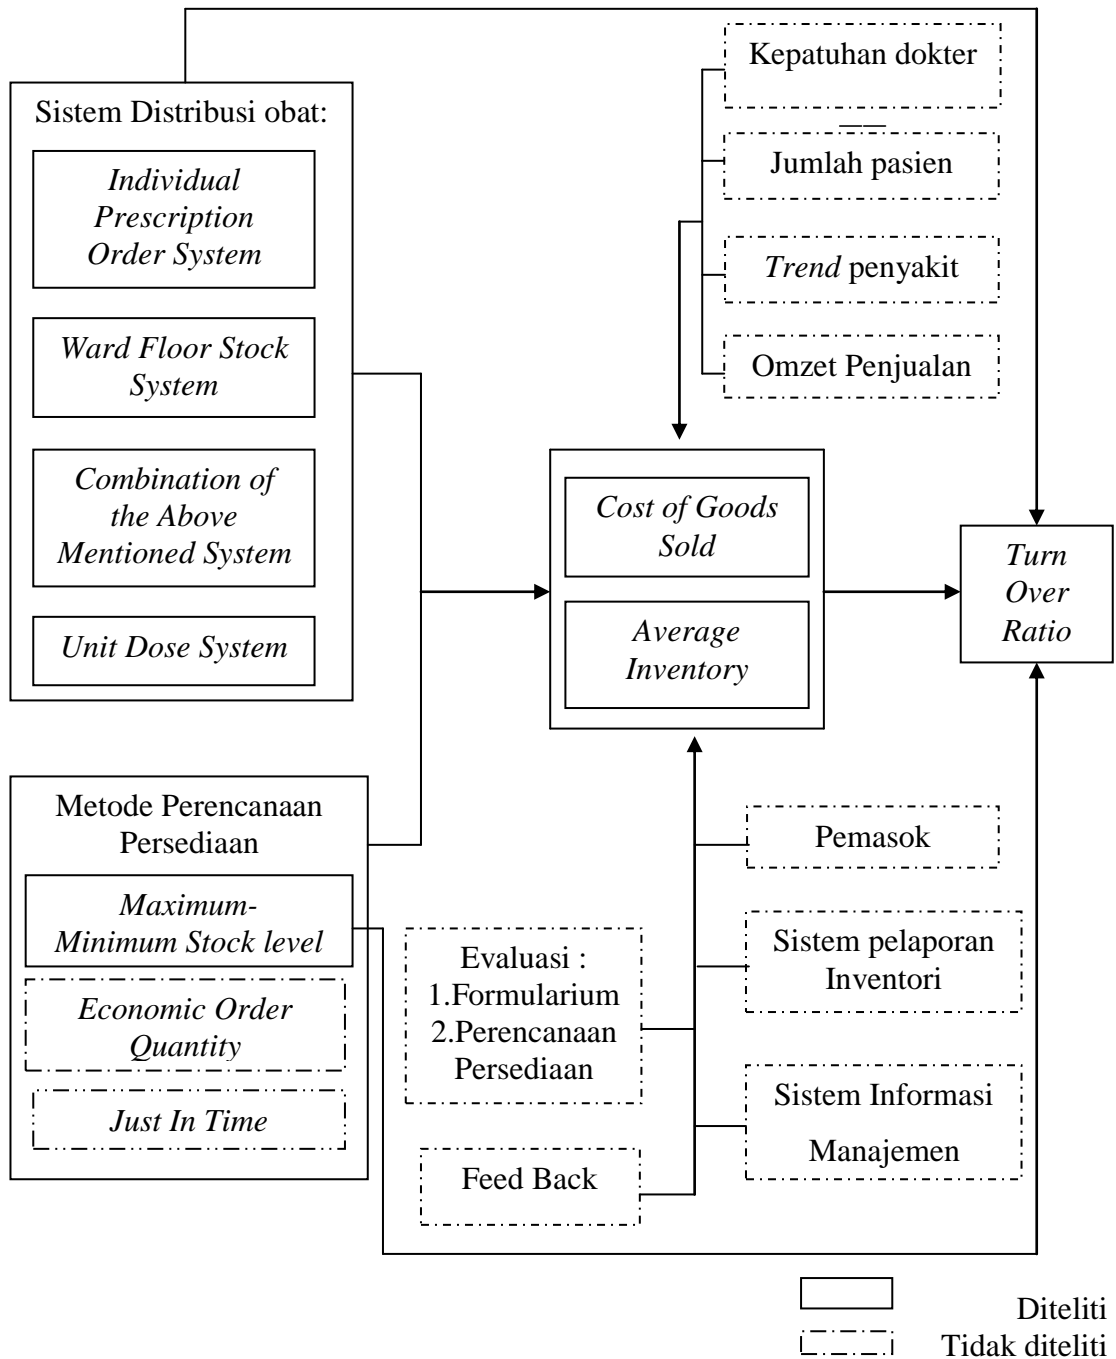 Kepatuhan dokter
Jumlah pasien
Trend penyakit
Omzet Penjualan
Sistem Distribusi obat:
Individual
Prescription
Order System
Ward Floor Stock
System
Combination of
the Above
Mentioned System
Unit Dose System
Cost of Goods
Sold
Average
Inventory
Turn
Over
Ratio
Metode Perencanaan
Persediaan
Maximum-
Minimum Stock level
Economic Order
Quantity
Just In Time
Evaluasi :
1.Formularium
2.Perencanaan
Persediaan
Feed Back
Pemasok
Sistem pelaporan
Inventori
Sistem Informasi
Manajemen
Diteliti
Tidak diteliti